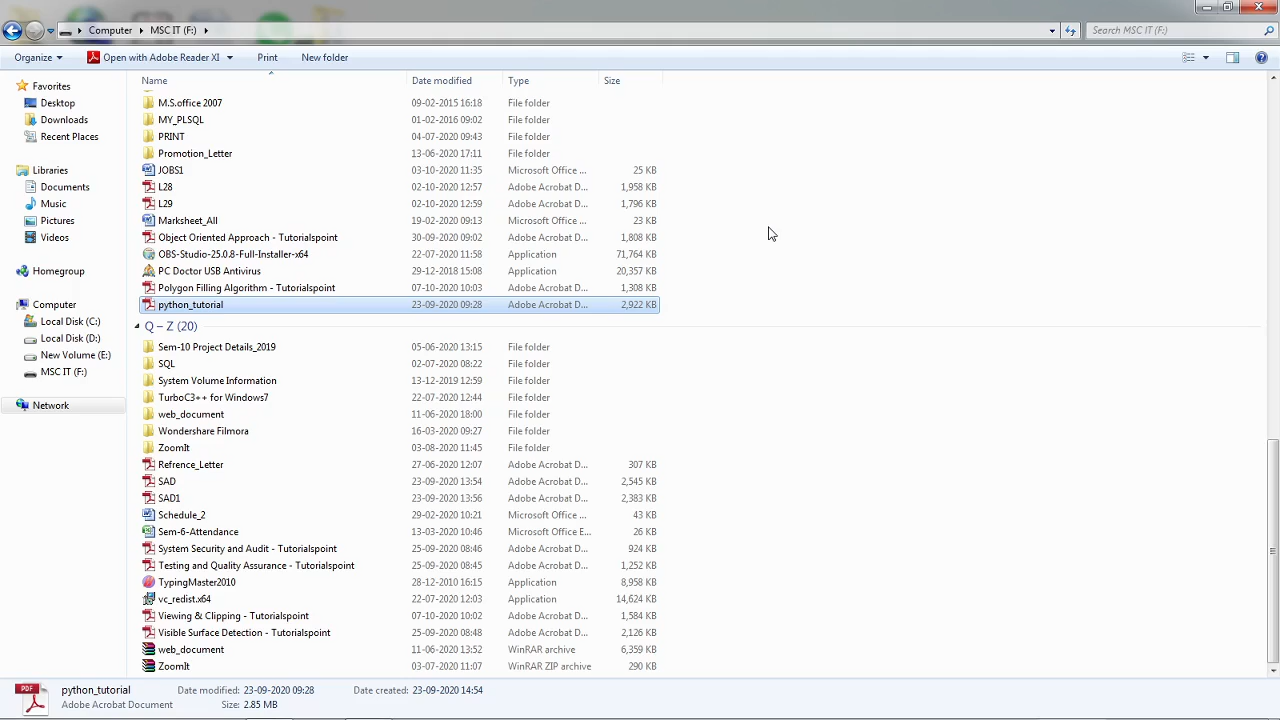 Computer MSC IT (F:) Search MSC IT (F:)
Organize Open with Adobe Reader XI Print New folder
Name Date modified Type Size
Favorites
Desktop
Downloads
Recent Places
Libraries
Documents
Music
Pictures
Videos
Homegroup
Computer
Local Disk (C:)
Local Disk (D:)
New Volume (E:)
MSC IT (F:)
Network
M.S.office 2007 09-02-2015 16:18 File folder
MY_PLSQL 01-02-2016 09:02 File folder
PRINT 04-07-2020 09:43 File folder
Promotion_Letter 13-06-2020 17:11 File folder
JOBS1 03-10-2020 11:35 Microsoft Office ... 25 KB
L28 02-10-2020 12:57 Adobe Acrobat D... 1,958 KB
L29 02-10-2020 12:59 Adobe Acrobat D... 1,796 KB
Marksheet_All 19-02-2020 09:13 Microsoft Office ... 23 KB
Object Oriented Approach - Tutorialspoint 30-09-2020 09:02 Adobe Acrobat D... 1,808 KB
OBS-Studio-25.0.8-Full-Installer-x64 22-07-2020 11:58 Application 71,764 KB
PC Doctor USB Antivirus 29-12-2018 15:08 Application 20,357 KB
Polygon Filling Algorithm - Tutorialspoint 07-10-2020 10:03 Adobe Acrobat D... 1,308 KB
python_tutorial 23-09-2020 09:28 Adobe Acrobat D... 2,922 KB
Q – Z (20)
Sem-10 Project Details_2019 05-06-2020 13:15 File folder
SQL 02-07-2020 08:22 File folder
System Volume Information 13-12-2019 12:59 File folder
TurboC3++ for Windows7 22-07-2020 12:44 File folder
web_document 11-06-2020 18:00 File folder
Wondershare Filmora 16-03-2020 09:27 File folder
ZoomIt 03-08-2020 11:45 File folder
Refrence_Letter 27-06-2020 12:07 Adobe Acrobat D... 307 KB
SAD 23-09-2020 13:54 Adobe Acrobat D... 2,545 KB
SAD1 23-09-2020 13:56 Adobe Acrobat D... 2,383 KB
Schedule_2 29-02-2020 10:21 Microsoft Office ... 43 KB
Sem-6-Attendance 13-03-2020 10:46 Microsoft Office E... 26 KB
System Security and Audit - Tutorialspoint 25-09-2020 08:46 Adobe Acrobat D... 924 KB
Testing and Quality Assurance - Tutorialspoint 25-09-2020 08:45 Adobe Acrobat D... 1,252 KB
TypingMaster2010 28-12-2010 16:15 Application 8,958 KB
vc_redist.x64 22-07-2020 12:03 Application 14,624 KB
Viewing & Clipping - Tutorialspoint 07-10-2020 10:02 Adobe Acrobat D... 1,584 KB
Visible Surface Detection - Tutorialspoint 25-09-2020 08:48 Adobe Acrobat D... 2,126 KB
web_document 11-06-2020 13:52 WinRAR archive 6,359 KB
ZoomIt 03-07-2020 11:07 WinRAR ZIP archive 290 KB
PDF
python_tutorial Date modified: 23-09-2020 09:28 Date created: 23-09-2020 14:54
Adobe Acrobat Document Size: 2.85 MB